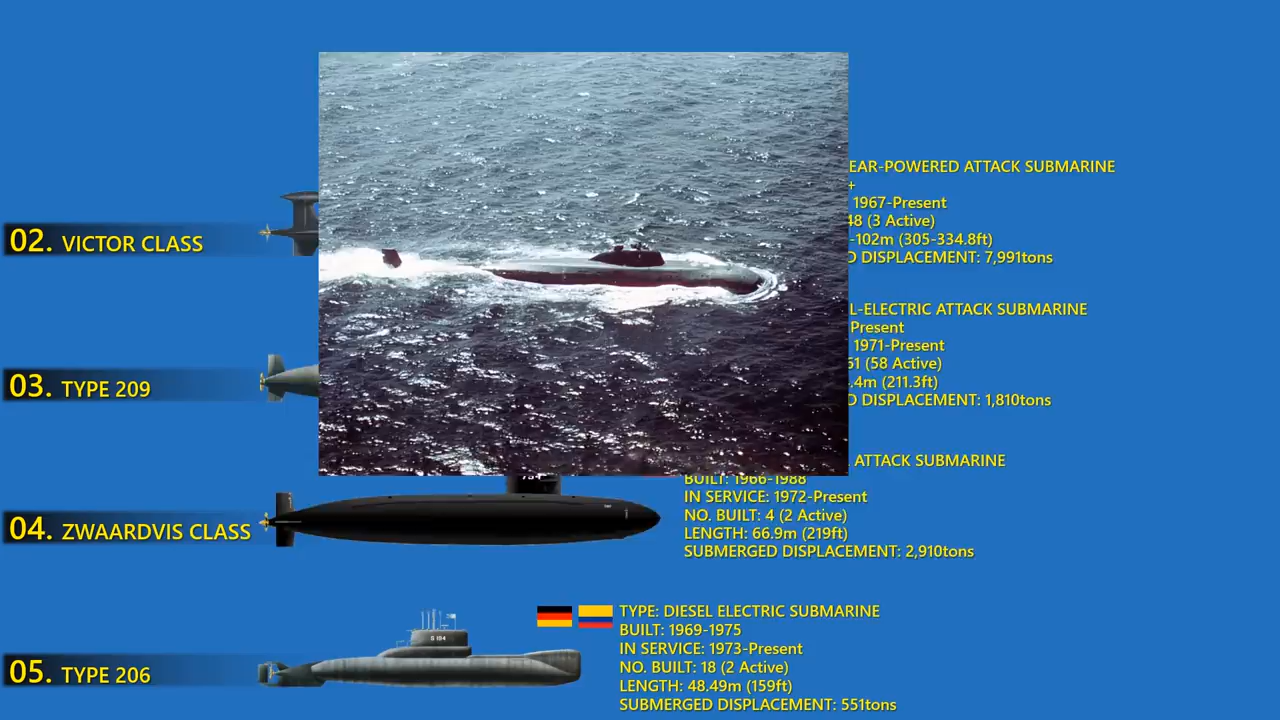 EAR-POWERED ATTACK SUBMARINE
+
1967-Present
48 (3 Active)
-102m (305-334.8ft)
02. VICTOR CLASS
D DISPLACEMENT: 7,991tons
L-ELECTRIC ATTACK SUBMARINE
Present
1971-Present
61 (58 Active)
.4m (211.3ft)
03. TYPE 209
D DISPLACEMENT: 1,810tons
ATTACK SUBMARINE
BUILT: 1966-1988
IN SERVICE: 1972-Present
NO. BUILT: 4 (2 Active)
04. ZWAARDVIS CLASS
LENGTH: 66.9m (219ft)
SUBMERGED DISPLACEMENT: 2,910tons
TYPE: DIESEL ELECTRIC SUBMARINE
BUILT: 1969-1975
S 194
IN SERVICE: 1973-Present
NO. BUILT: 18 (2 Active)
05. TYPE 206
LENGTH: 48.49m (159ft)
SUBMERGED DISPLACEMENT: 551tons